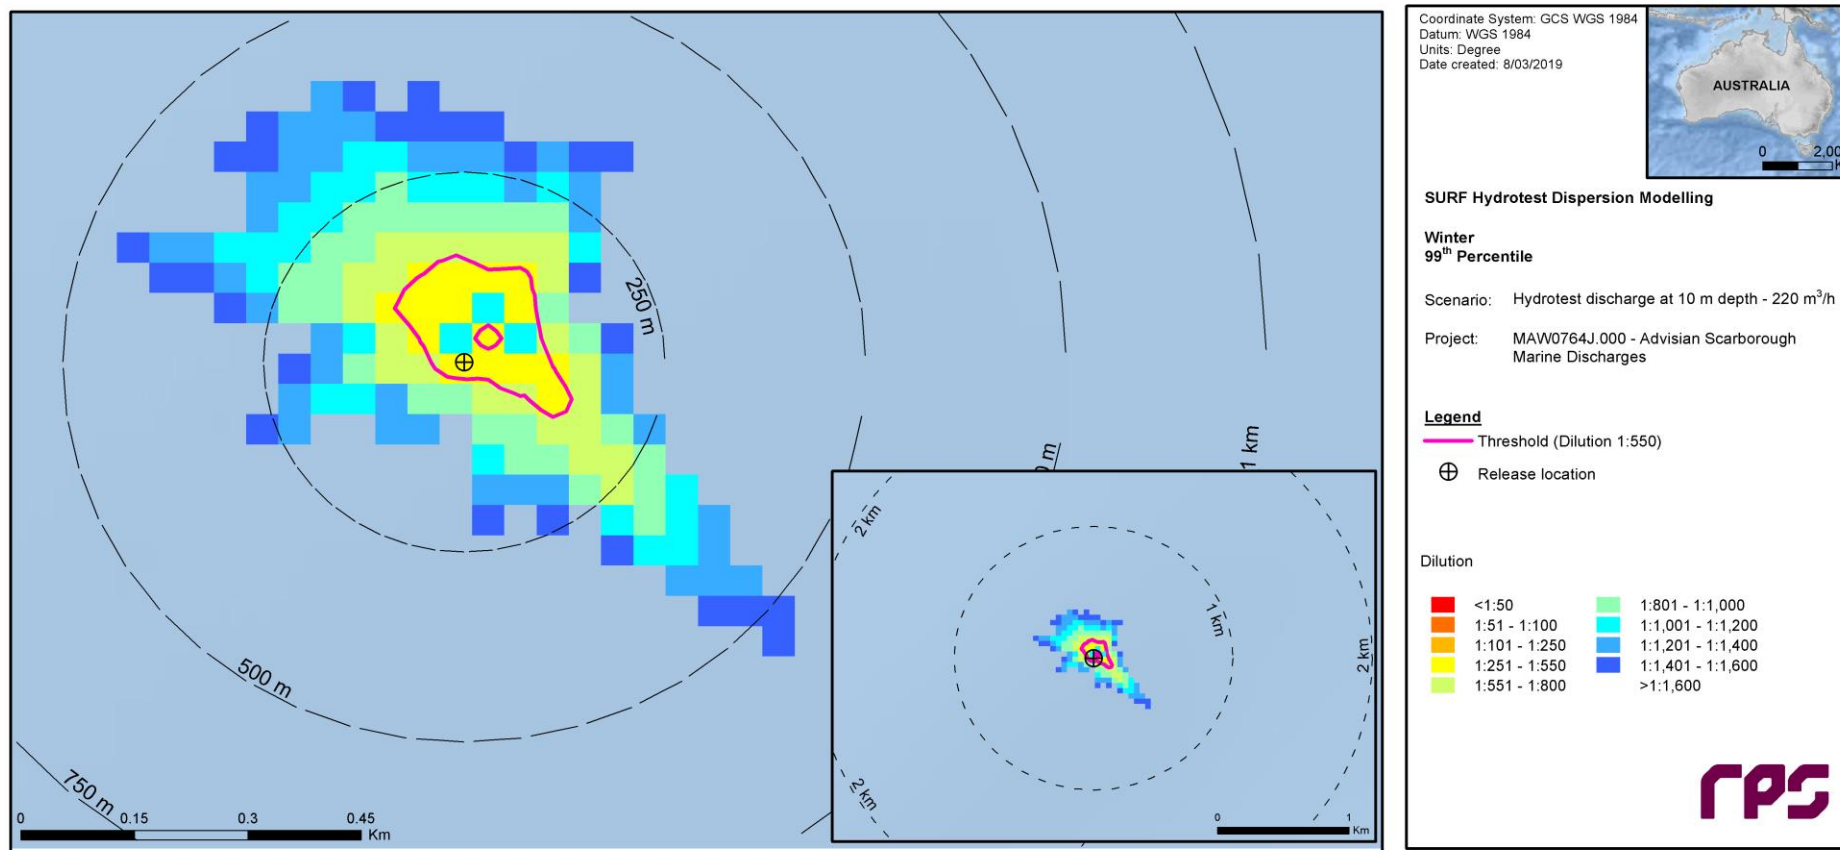 250 m
500 m
750 m
1 km
0 0.15 0.3 0.45
Km
2 km
1 km
2 km
2 km
0 1
Km
Coordinate System: GCS WGS 1984
Datum: WGS 1984
Units: Degree
Date created: 8/03/2019
AUSTRALIA
0 2,00
SURF Hydrotest Dispersion Modelling
Winter
99th Percentile
Scenario: Hydrotest discharge at 10 m depth - 220 m³/h
Project: MAW0764J.000 - Advisian Scarborough
Marine Discharges
Legend
Threshold (Dilution 1:550)
Release location
Dilution
<1:50
1:51 - 1:100
1:101 - 1:250
1:251 - 1:550
1:551 - 1:800
1:801 - 1:1,000
1:1,001 - 1:1,200
1:1,201 - 1:1,400
1:1,401 - 1:1,600
>1:1,600
rps